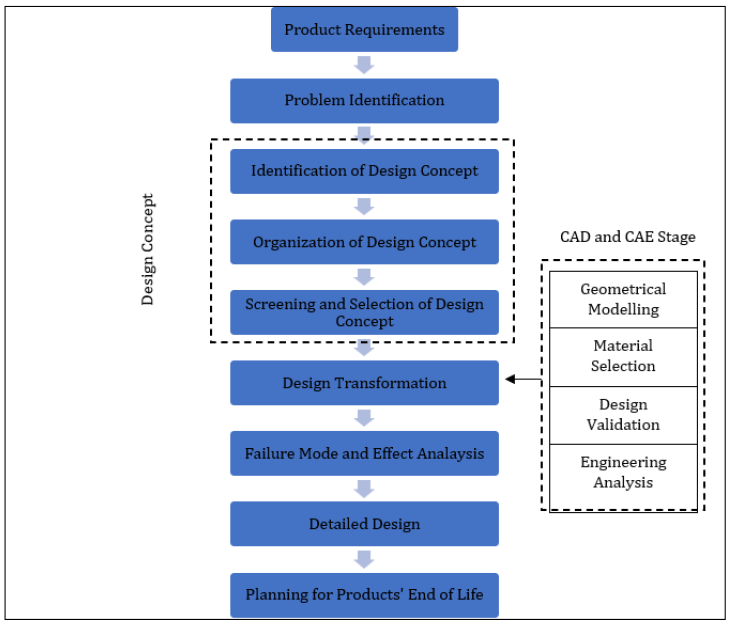 Product Requirements
Problem Identification
Design Concept
Identification of Design Concept
Organization of Design Concept
Screening and Selection of Design
Concept
Design Transformation
Failure Mode and Effect Analaysis
Detailed Design
Planning for Products' End of Life
CAD and CAE Stage
Geometrical
Modelling
Material
Selection
Design
Validation
Engineering
Analysis